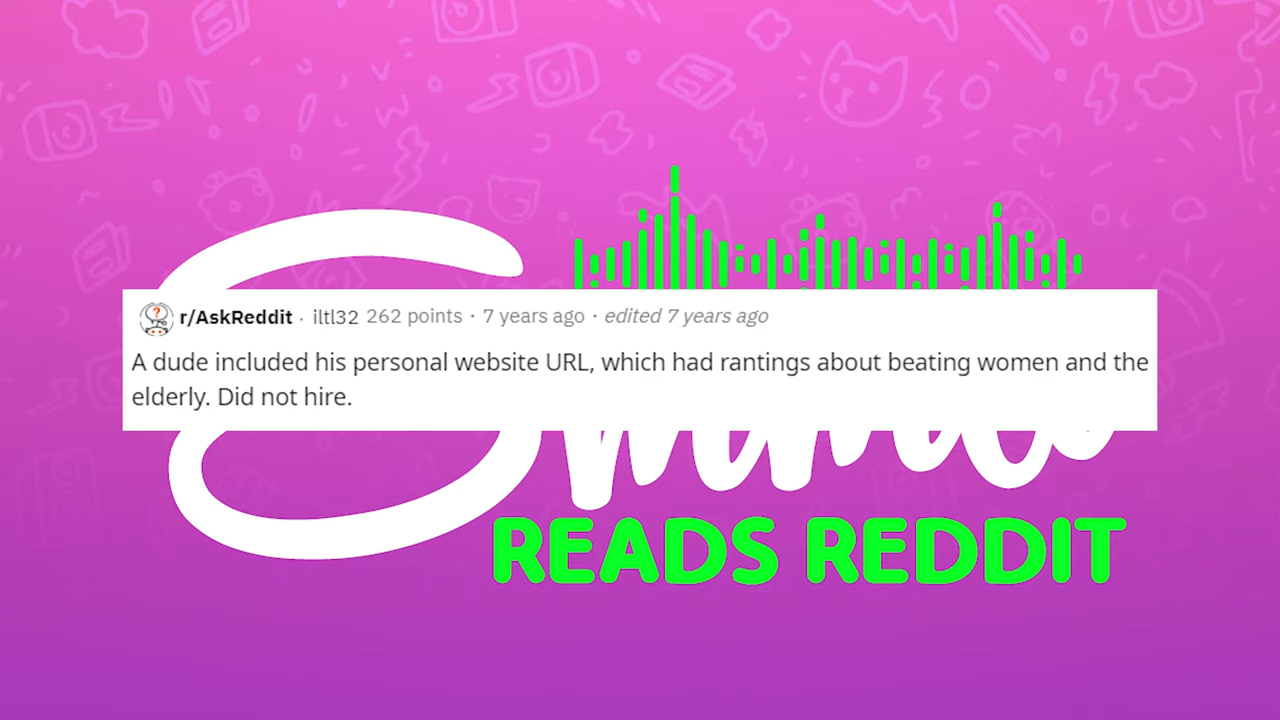 r/AskReddit · iltl32 262 points · 7 years ago · edited 7 years ago
A dude included his personal website URL, which had rantings about beating women and the
elderly. Did not hire.
READS REDDIT